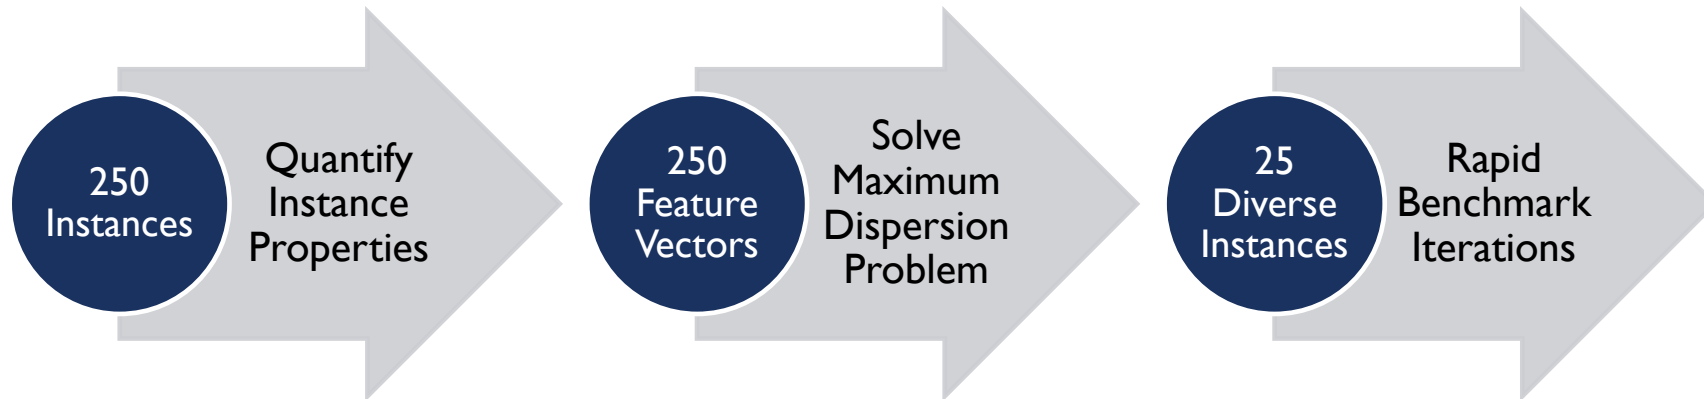 250
Instances
Quantify
Instance
Properties
250
Feature
Vectors
Solve
Maximum
Dispersion
Problem
25
Diverse
Instances
Rapid
Benchmark
Iterations